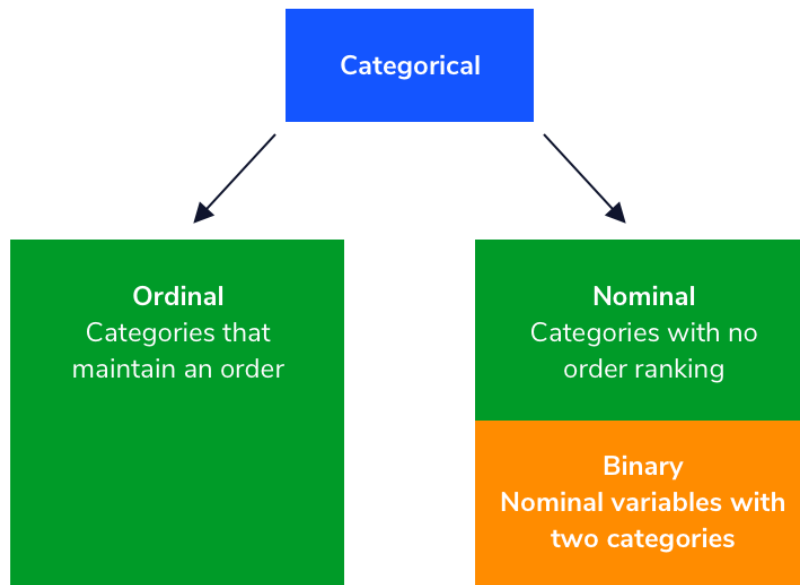 Categorical
Ordinal
Categories that
maintain an order
Nominal
Categories with no
order ranking
Binary
Nominal variables with
two categories